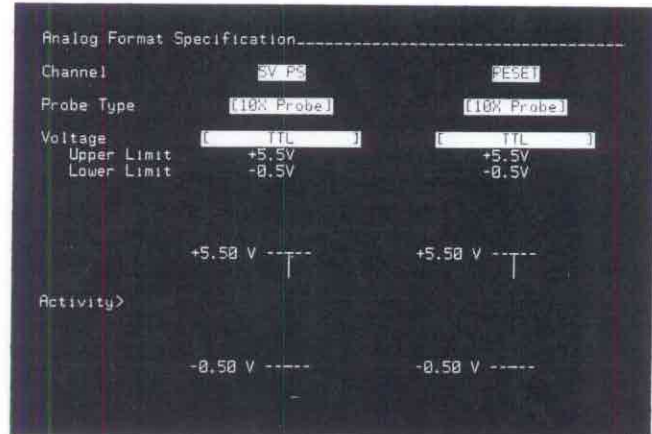 Analog Format Specification
Channel 5V PS RESET
Probe Type [10X Probe] [10X Probe]
Voltage [ TTL ] [ TTL ]
Upper Limit +5.5V +5.5V
Lower Limit -0.5V -0.5V
+5.50 V +5.50 V
Activity>
-0.50 V -0.50 V